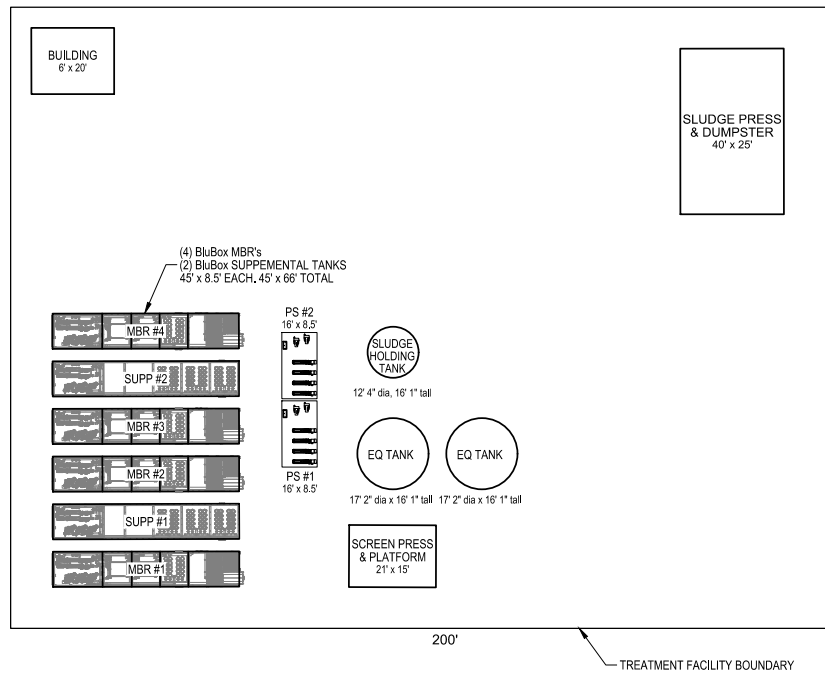 BUILDING
6' x 20'
SLUDGE PRESS
& DUMPSTER
40' x 25'
(4) BluBox MBR's
(2) BluBox SUPPEMENTAL TANKS
45' x 8.5' EACH. 45' x 66' TOTAL
MBR #4
SUPP #2
MBR #3
MBR #2
SUPP #1
MBR #1
PS #2
16' x 8.5'
PS #1
16' x 8.5'
SLUDGE
HOLDING
TANK
12' 4" dia, 16' 1" tall
EQ TANK
17' 2" dia x 16' 1" tall
EQ TANK
17' 2" dia x 16' 1" tall
SCREEN PRESS
& PLATFORM
21' x 15'
200'
TREATMENT FACILITY BOUNDARY